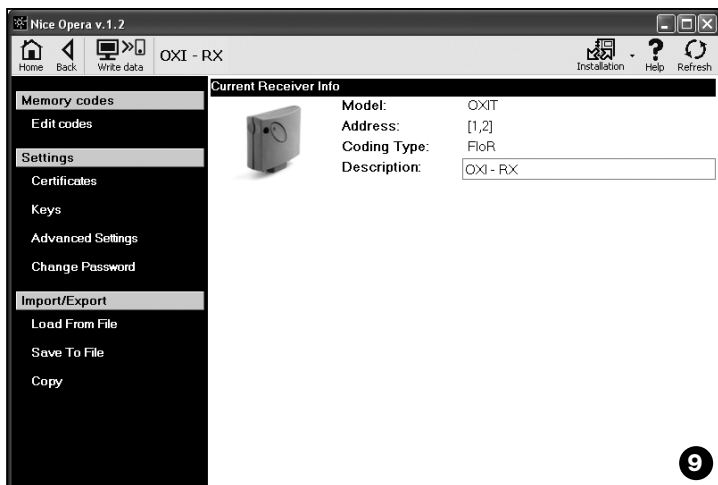 Nice Opera v.1.2
Home Back Write data OXI - RX Installation Help Refresh
Current Receiver Info
Memory codes
Edit codes
Settings
Certificates
Keys
Advanced Settings
Change Password
Import/Export
Load From File
Save To File
Copy
Model: OXIT
Address: [1,2]
Coding Type: FloR
Description: OXI - RX
9